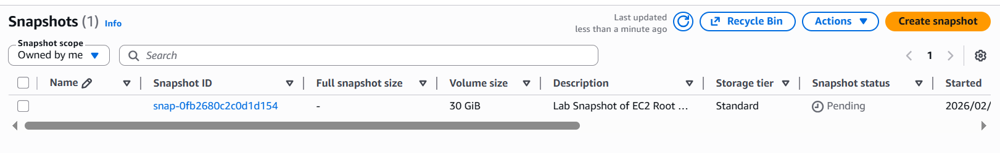 Snapshots (1) Info
Last updated
less than a minute ago
Recycle Bin
Actions
Create snapshot
Snapshot scope
Owned by me
Search
1
Name Snapshot ID Full snapshot size Volume size Description Storage tier Snapshot status Started
snap-0fb2680c2c0d1d154 - 30 GiB Lab Snapshot of EC2 Root ... Standard Pending 2026/02/